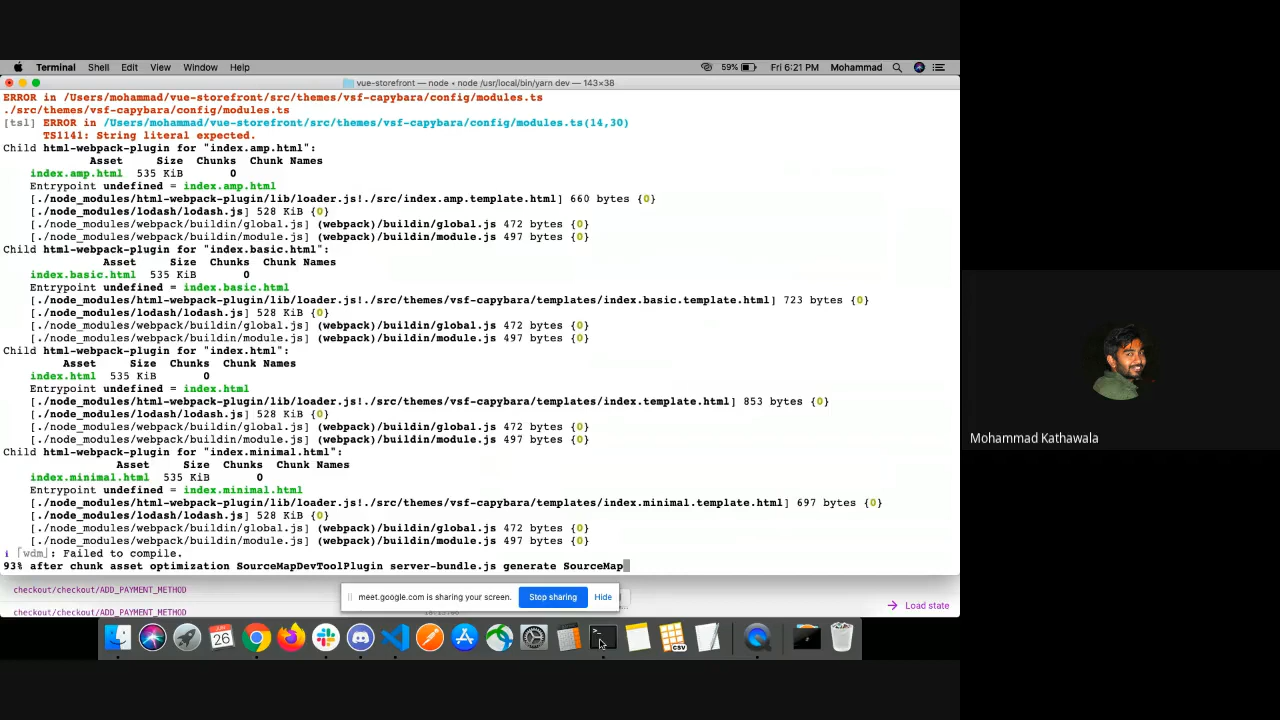 Terminal Shell Edit View Window Help 59% Fri 6:21 PM Mohammad
vue-storefront — node • node /usr/local/bin/yarn dev — 143×38
ERROR in /Users/mohammad/vue-storefront/src/themes/vsf-capybara/config/modules.ts
./src/themes/vsf-capybara/config/modules.ts
[tsl] ERROR in /Users/mohammad/vue-storefront/src/themes/vsf-capybara/config/modules.ts(14,30)
TS1141: String literal expected.
Child html-webpack-plugin for "index.amp.html":
Asset Size Chunks Chunk Names
index.amp.html 535 KiB 0
Entrypoint undefined = index.amp.html
[./node_modules/html-webpack-plugin/lib/loader.js!./src/index.amp.template.html] 660 bytes {0}
[./node_modules/lodash/lodash.js] 528 KiB {0}
[./node_modules/webpack/buildin/global.js] (webpack)/buildin/global.js 472 bytes {0}
[./node_modules/webpack/buildin/module.js] (webpack)/buildin/module.js 497 bytes {0}
Child html-webpack-plugin for "index.basic.html":
Asset Size Chunks Chunk Names
index.basic.html 535 KiB 0
Entrypoint undefined = index.basic.html
[./node_modules/html-webpack-plugin/lib/loader.js!./src/themes/vsf-capybara/templates/index.basic.template.html] 723 bytes {0}
[./node_modules/lodash/lodash.js] 528 KiB {0}
[./node_modules/webpack/buildin/global.js] (webpack)/buildin/global.js 472 bytes {0}
[./node_modules/webpack/buildin/module.js] (webpack)/buildin/module.js 497 bytes {0}
Child html-webpack-plugin for "index.html":
Asset Size Chunks Chunk Names
index.html 535 KiB 0
Entrypoint undefined = index.html
[./node_modules/html-webpack-plugin/lib/loader.js!./src/themes/vsf-capybara/templates/index.template.html] 853 bytes {0}
[./node_modules/lodash/lodash.js] 528 KiB {0}
[./node_modules/webpack/buildin/global.js] (webpack)/buildin/global.js 472 bytes {0}
[./node_modules/webpack/buildin/module.js] (webpack)/buildin/module.js 497 bytes {0}
Child html-webpack-plugin for "index.minimal.html":
Asset Size Chunks Chunk Names
index.minimal.html 535 KiB 0
Entrypoint undefined = index.minimal.html
[./node_modules/html-webpack-plugin/lib/loader.js!./src/themes/vsf-capybara/templates/index.minimal.template.html] 697 bytes {0}
[./node_modules/lodash/lodash.js] 528 KiB {0}
[./node_modules/webpack/buildin/global.js] (webpack)/buildin/global.js 472 bytes {0}
[./node_modules/webpack/buildin/module.js] (webpack)/buildin/module.js 497 bytes {0}
ℹ ｢wdm｣: Failed to compile.
93% after chunk asset optimization SourceMapDevToolPlugin server-bundle.js generate SourceMap
checkout/checkout/ADD_PAYMENT_METHOD
meet.google.com is sharing your screen. Stop sharing Hide
Load state
checkout/checkout/ADD_PAYMENT_METHOD
JUN
26
CSV
Mohammad Kathawala